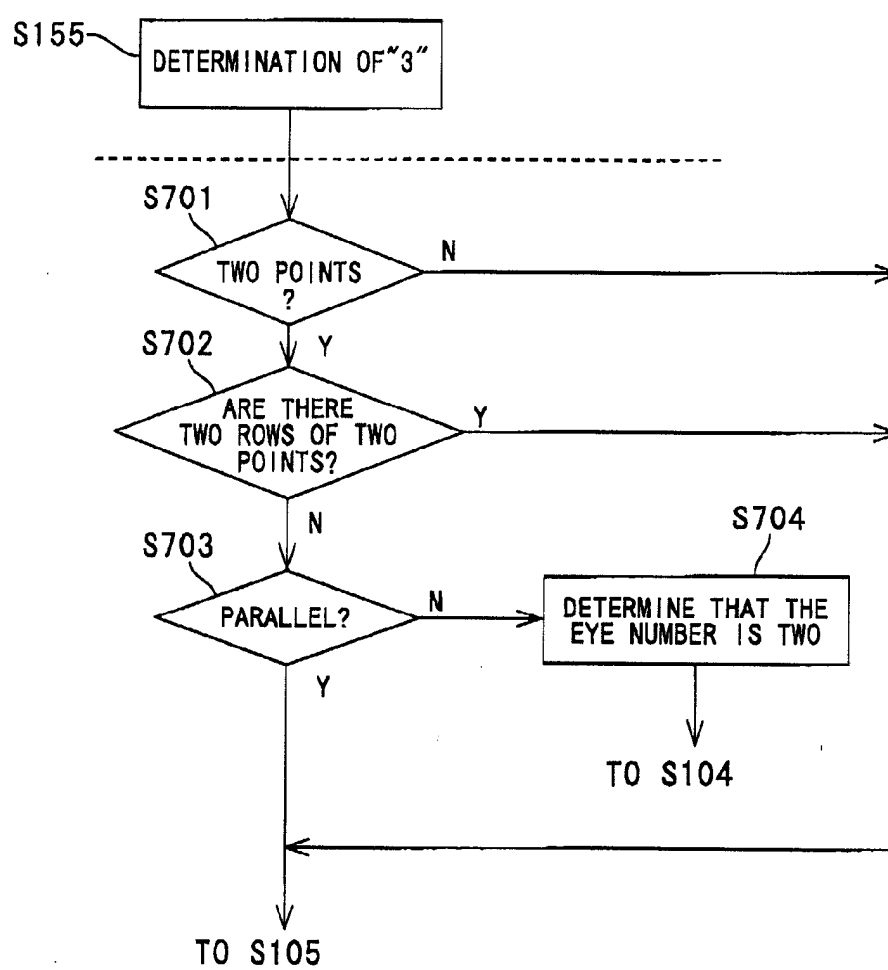 S155
DETERMINATION OF "3"
S701
TWO POINTS
?
N
Y
S702
ARE THERE
TWO ROWS OF TWO
POINTS?
Y
N
S703
PARALLEL?
N
Y
S704
DETERMINE THAT THE
EYE NUMBER IS TWO
TO S104
TO S105